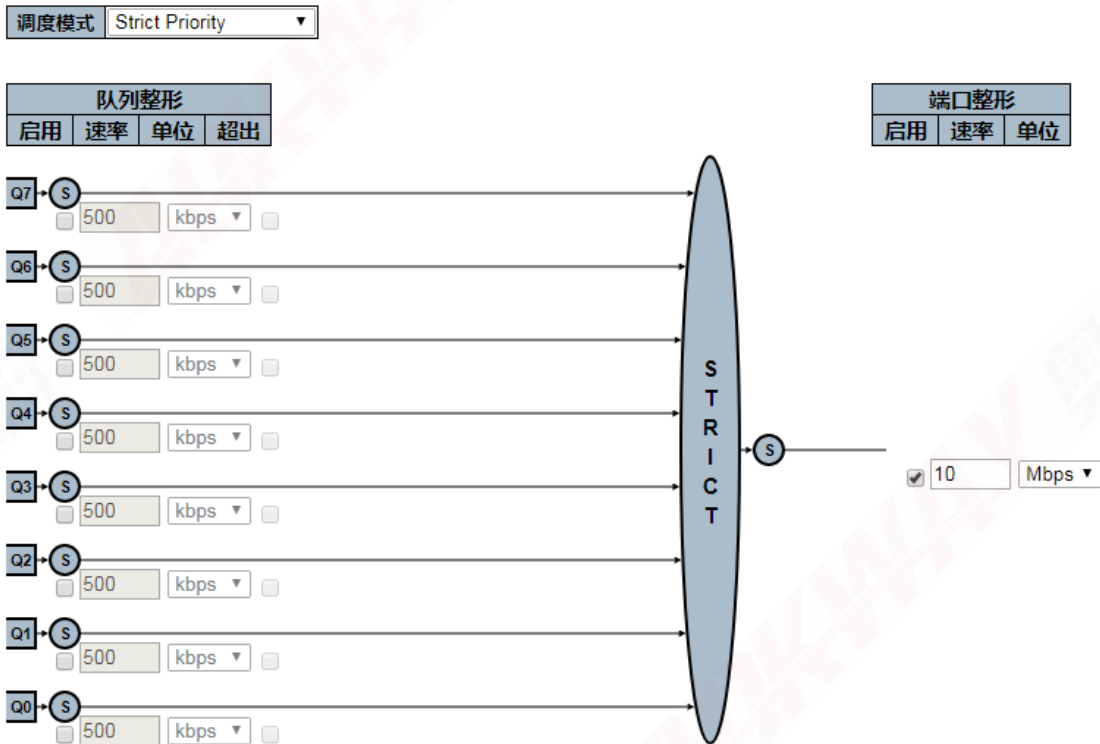 调度模式 Strict Priority
队列整形 端口整形
启用 速率 单位 超出 启用 速率 单位
Q7 S
500 kbps
Q6 S
500 kbps
Q5 S
500 kbps
Q4 S
500 kbps
Q3 S
500 kbps
Q2 S
500 kbps
Q1 S
500 kbps
Q0 S
500 kbps
STRICT
S
10 Mbps